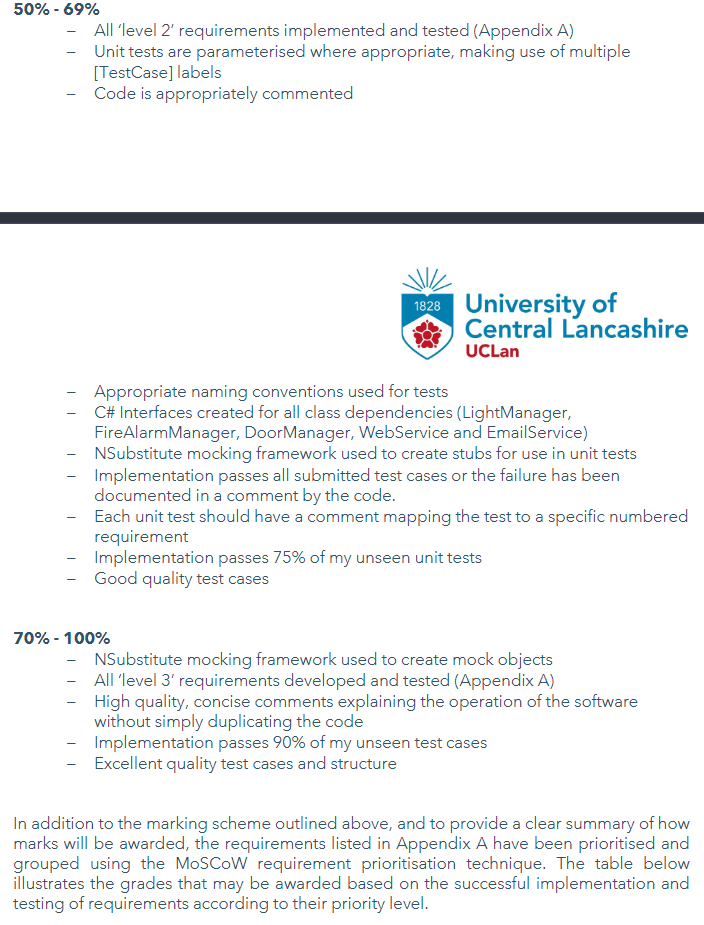 50% - 69%
– All ‘level 2’ requirements implemented and tested (Appendix A)
– Unit tests are parameterised where appropriate, making use of multiple
[TestCase] labels
– Code is appropriately commented
1828
University of
Central Lancashire
UCLan
– Appropriate naming conventions used for tests
– C# Interfaces created for all class dependencies (LightManager,
FireAlarmManager, DoorManager, WebService and EmailService)
– NSubstitute mocking framework used to create stubs for use in unit tests
– Implementation passes all submitted test cases or the failure has been
documented in a comment by the code.
– Each unit test should have a comment mapping the test to a specific numbered
requirement
– Implementation passes 75% of my unseen unit tests
– Good quality test cases
70% - 100%
– NSubstitute mocking framework used to create mock objects
– All ‘level 3’ requirements developed and tested (Appendix A)
– High quality, concise comments explaining the operation of the software
without simply duplicating the code
– Implementation passes 90% of my unseen test cases
– Excellent quality test cases and structure
In addition to the marking scheme outlined above, and to provide a clear summary of how
marks will be awarded, the requirements listed in Appendix A have been prioritised and
grouped using the MoSCoW requirement prioritisation technique. The table below
illustrates the grades that may be awarded based on the successful implementation and
testing of requirements according to their priority level.